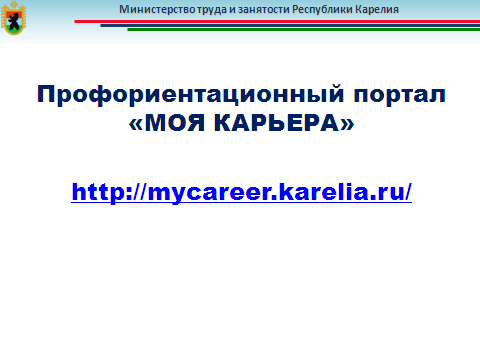 Министерство труда и занятости Республики Карелия
Профориентационный портал
«МОЯ КАРЬЕРА»
http://mycareer.karelia.ru/